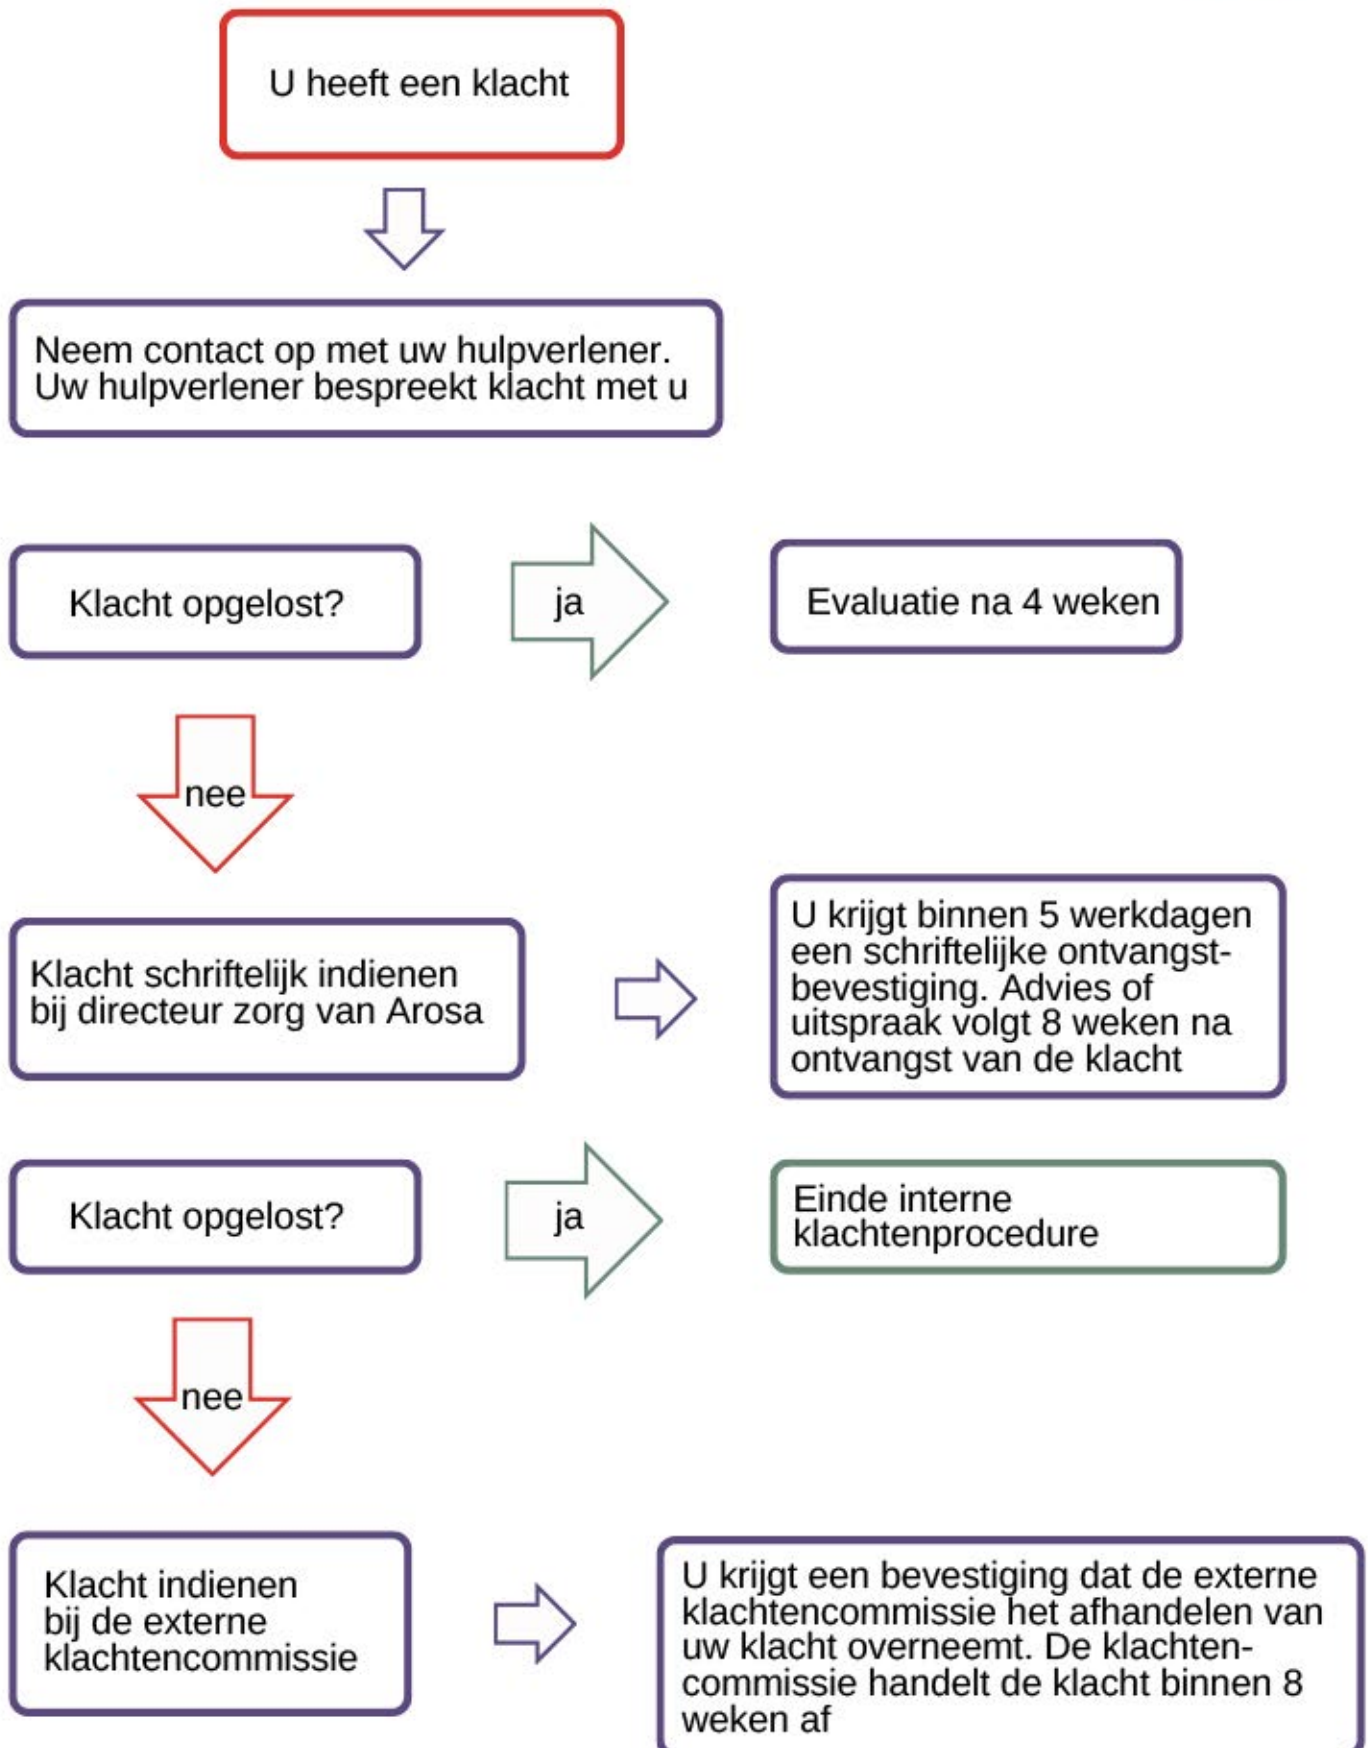 U heeft een klacht
Neem contact op met uw hulpverlener.
Uw hulpverlener bespreekt klacht met u
Klacht opgelost?
ja
Evaluatie na 4 weken
nee
Klacht schriftelijk indienen
bij directeur zorg van Arosa
U krijgt binnen 5 werkdagen
een schriftelijke ontvangst-
bevestiging. Advies of
uitspraak volgt 8 weken na
ontvangst van de klacht
Klacht opgelost?
ja
Einde interne
klachtenprocedure
nee
Klacht indienen
bij de externe
klachtencommissie
U krijgt een bevestiging dat de externe
klachtencommissie het afhandelen van
uw klacht overneemt. De klachten-
commissie handelt de klacht binnen 8
weken af